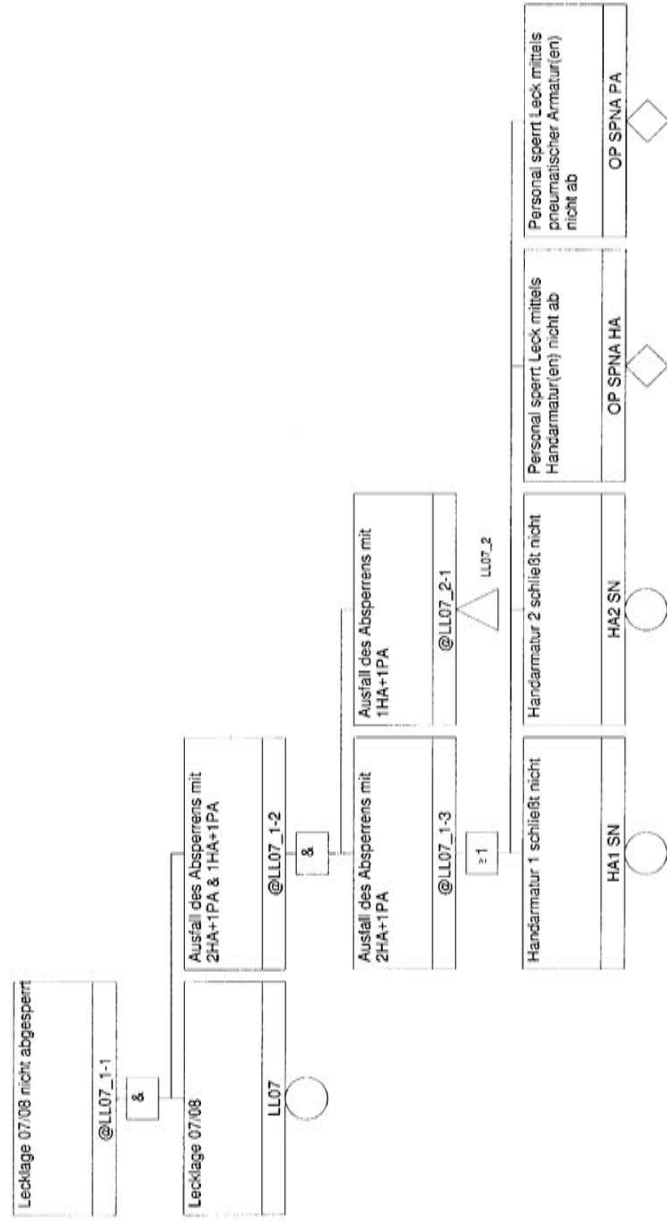 Lecklage 07/08 nicht abgesperrt
@LL07_1-1
&
Lecklage 07/08
LL07
Ausfall des Absperrens mit
2HA+1PA & 1HA+1PA
@LL07_1-2
&
Ausfall des Absperrens mit
2HA+1PA
@LL07_1-3
≥1
Ausfall des Absperrens mit
1HA+1PA
@LL07_2-1
LL07_2
Handarmatur 1 schließt nicht
HA1 SN
Handarmatur 2 schließt nicht
HA2 SN
Personal sperrt Leck mittels
Handarmatur(en) nicht ab
OP SPNA HA
Personal sperrt Leck mittels
pneumatischer Armatur(en)
nicht ab
OP SPNA PA